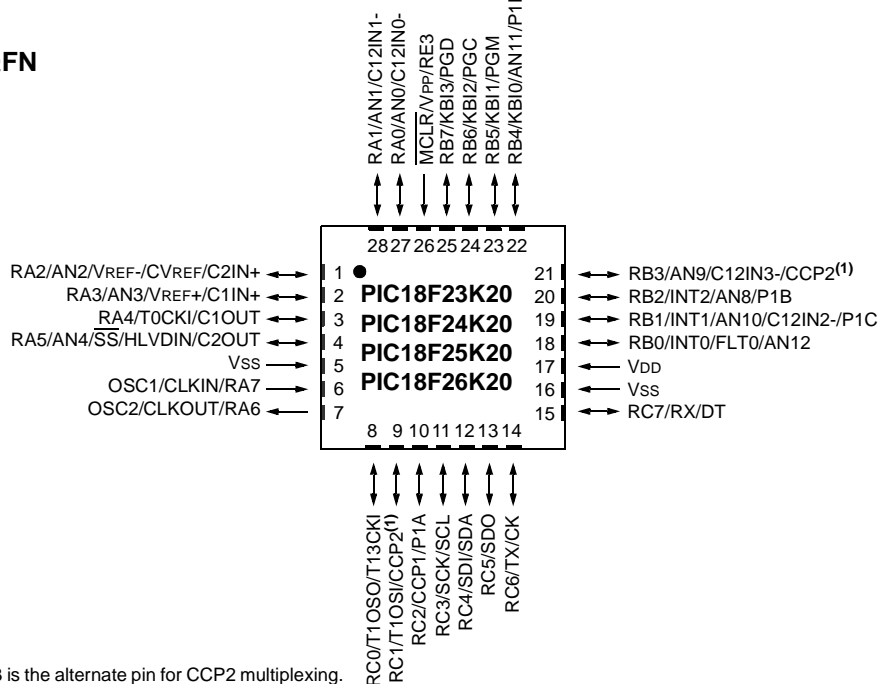 RA1/AN1/C12IN1-
RA0/AN0/C12IN0-
MCLR/VPP/RE3
RB7/KBI3/PGD
RB6/KBI2/PGC
RB5/KBI1/PGM
28 27 26 25 24 23 22
RA2/AN2/VREF-/CVREF/C2IN+ 1
RA3/AN3/VREF+/C1IN+ 2
RA4/T0CKI/C1OUT 3
RA5/AN4/SS/HLVDIN/C2OUT 4
VSS 5
OSC1/CLKIN/RA7 6
OSC2/CLKOUT/RA6 7
PIC18F23K20
PIC18F24K20
PIC18F25K20
PIC18F26K20
21 RB3/AN9/C12IN3-/CCP2(1)
20 RB2/INT2/AN8/P1B
19 RB1/INT1/AN10/C12IN2-/P1C
18 RB0/INT0/FLT0/AN12
17 VDD
16 VSS
15 RC7/RX/DT
8 9 10 11 12 13 14
RC0/T1OSO/T13CKI
RC1/T1OSI/CCP2(1)
RC2/CCP1/P1A
RC3/SCK/SCL
RC4/SDI/SDA
RC5/SDO
RC6/TX/CK
is the alternate pin for CCP2 multiplexing.